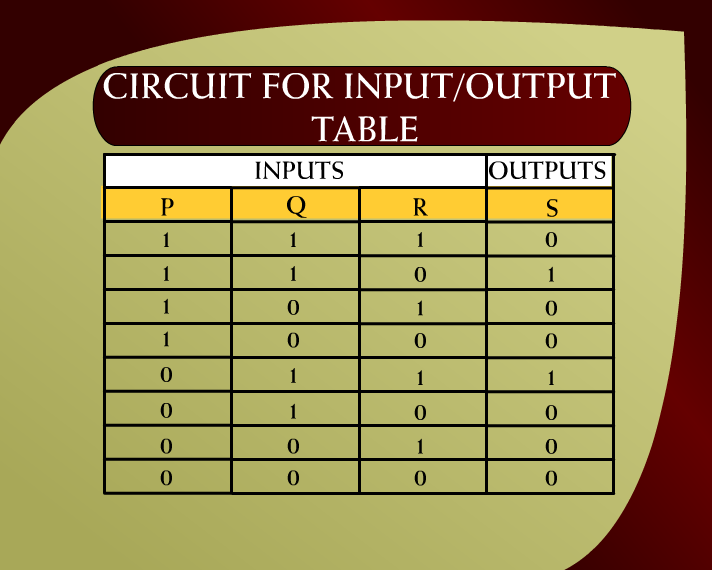 CIRCUIT FOR INPUT/OUTPUT
TABLE
INPUTS OUTPUTS
P Q R S
1 1 1 0
1 1 0 1
1 0 1 0
1 0 0 0
0 1 1 1
0 1 0 0
0 0 1 0
0 0 0 0